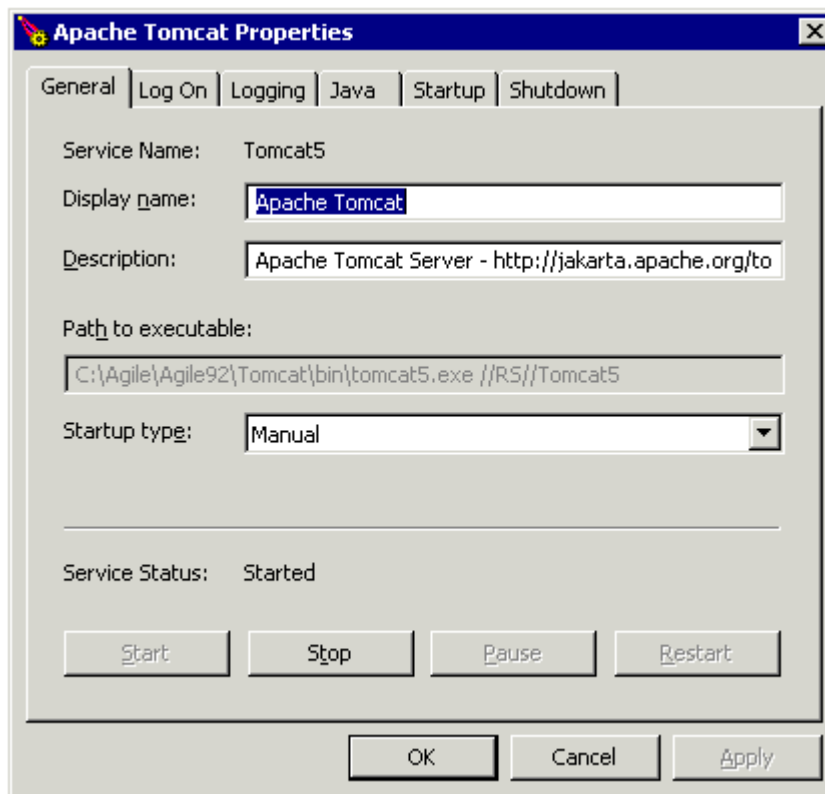 Apache Tomcat Properties
General Log On Logging Java Startup Shutdown
Service Name: Tomcat5
Display name: Apache Tomcat
Description: Apache Tomcat Server - http://jakarta.apache.org/to
Path to executable:
C:\Agile\Agile92\Tomcat\bin\tomcat5.exe //RS//Tomcat5
Startup type: Manual
Service Status: Started
Start Stop Pause Restart
OK Cancel Apply